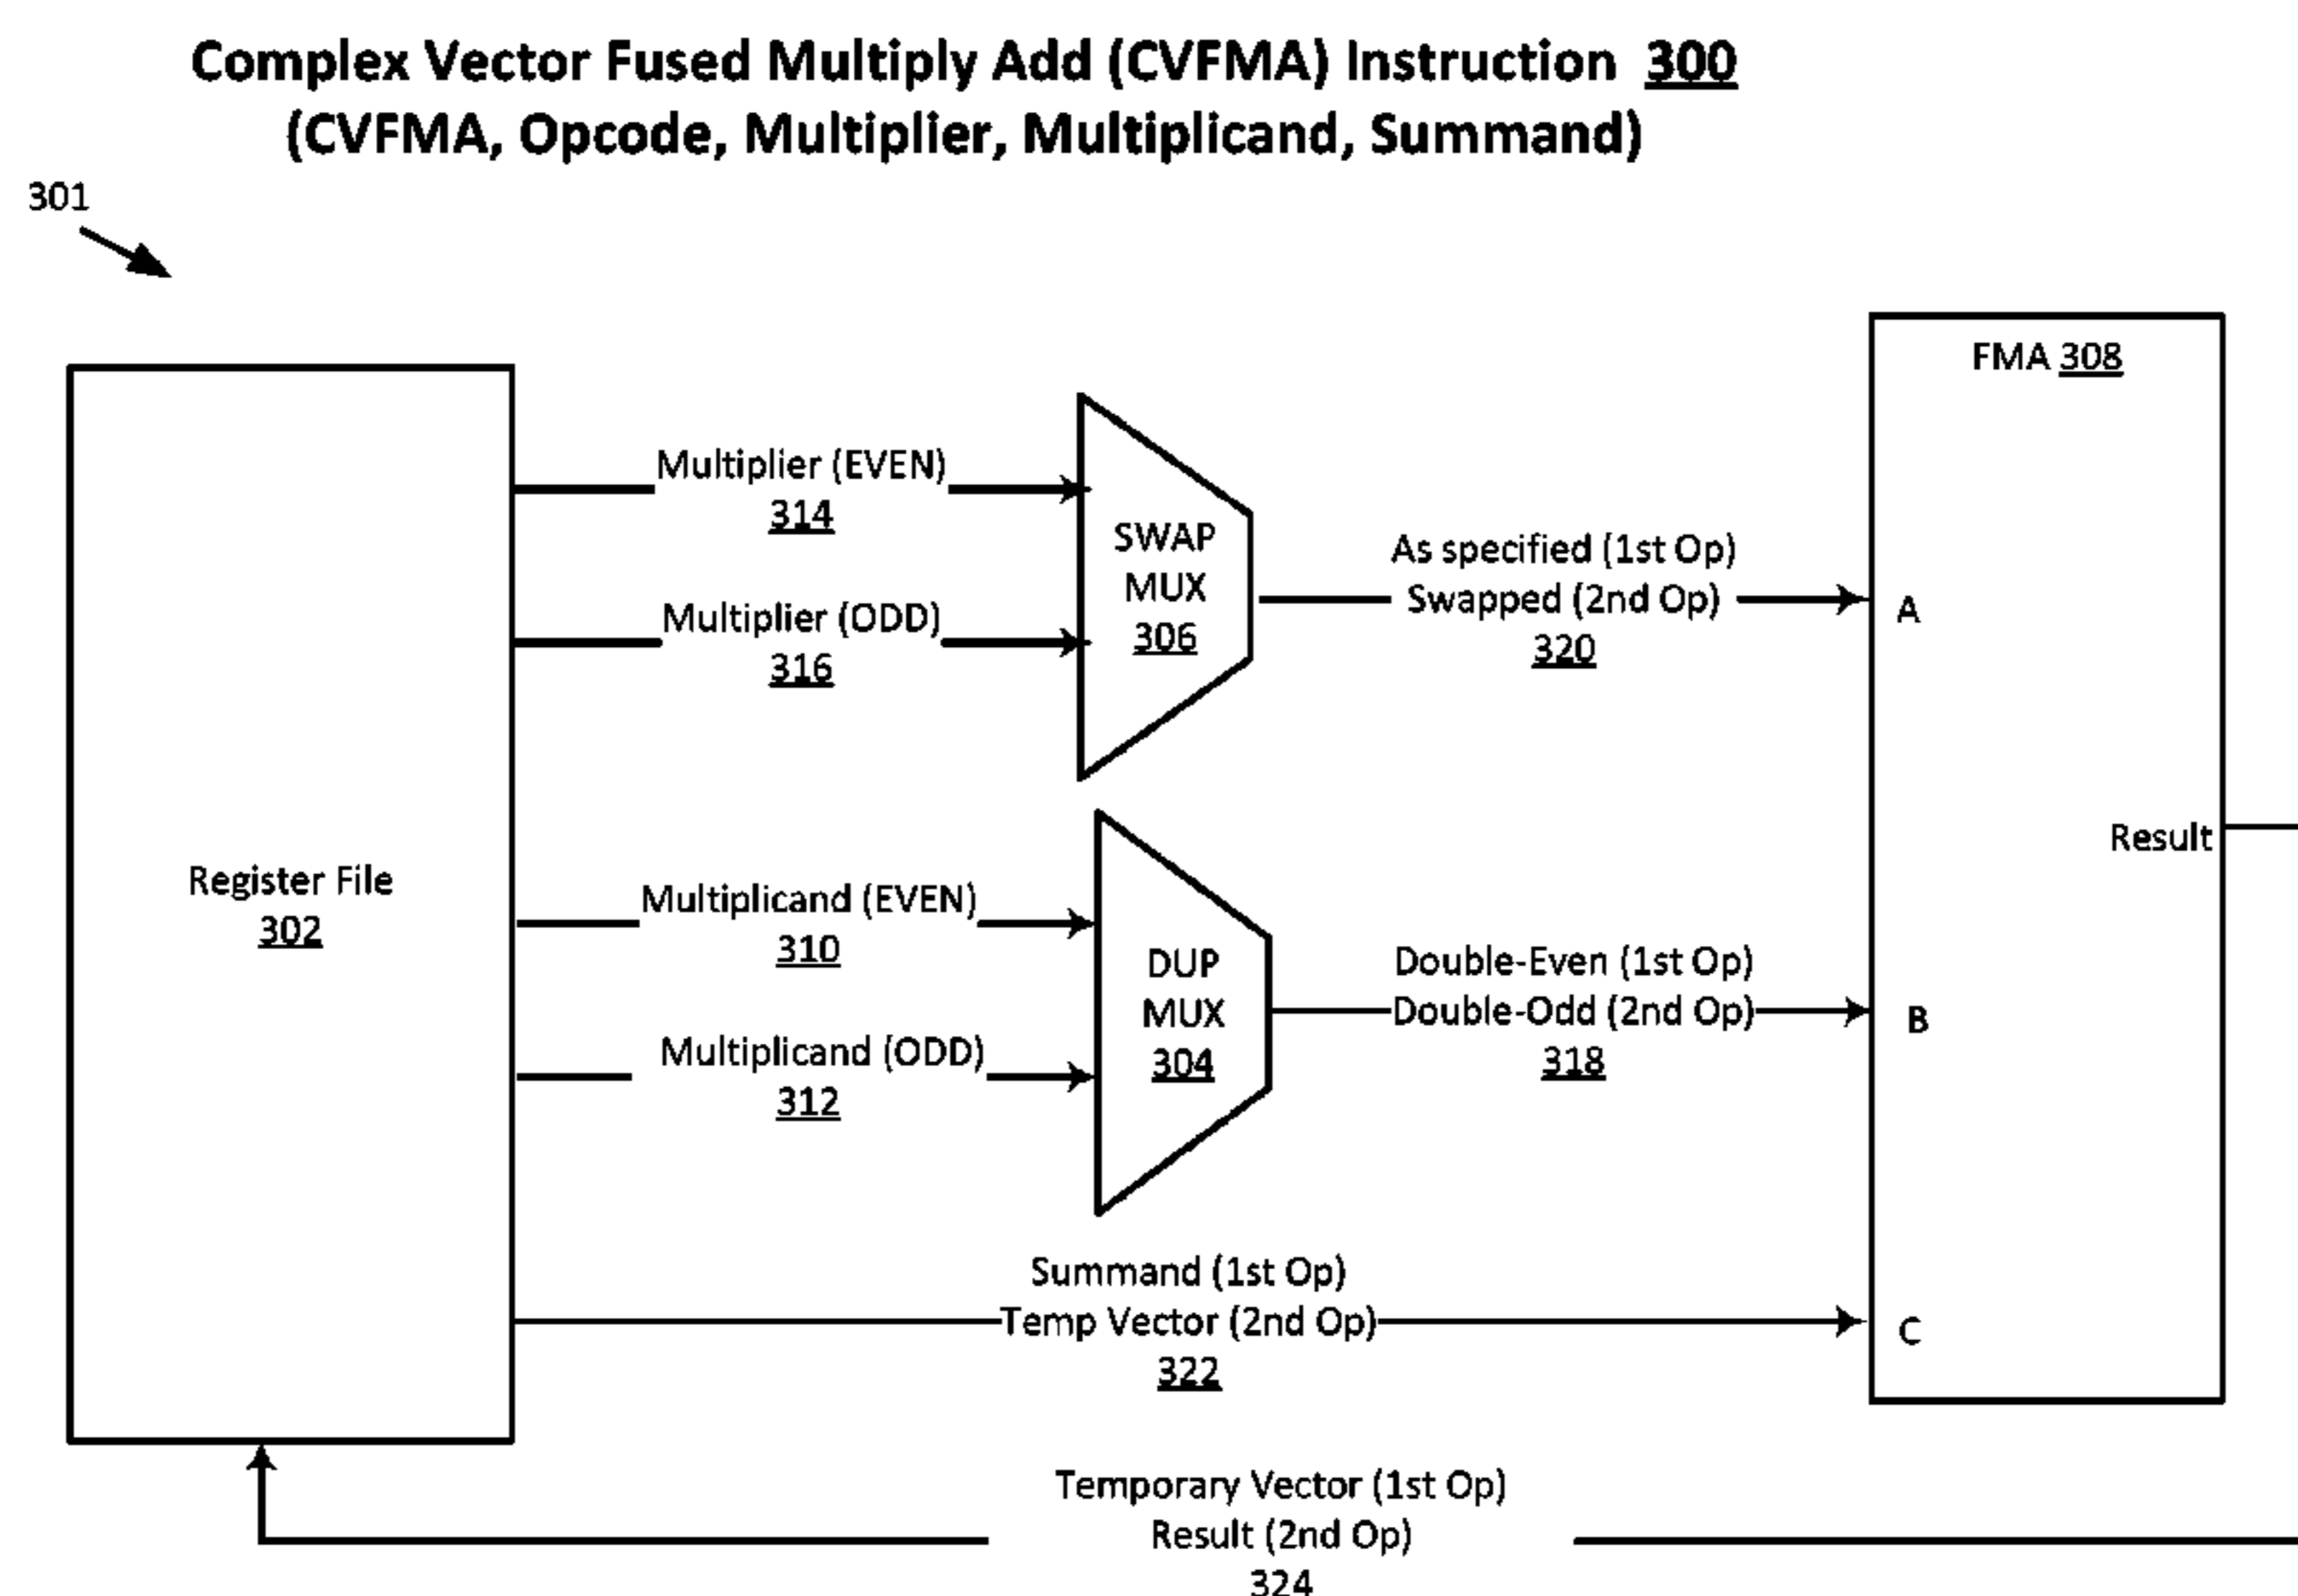 Complex Vector Fused Multiply Add (CVFMA) Instruction 300
(CVFMA, Opcode, Multiplier, Multiplicand, Summand)
301
FMA 308
Multiplier (EVEN)
314
Multiplier (ODD)
316
SWAP
MUX
306
As specified (1st Op)
Swapped (2nd Op)
320
A
Register File
302
Multiplicand (EVEN)
310
Multiplicand (ODD)
312
DUP
MUX
304
Double-Even (1st Op)
Double-Odd (2nd Op)
318
B
Result
Summand (1st Op)
Temp Vector (2nd Op)
322
C
Temporary Vector (1st Op)
Result (2nd Op)
324